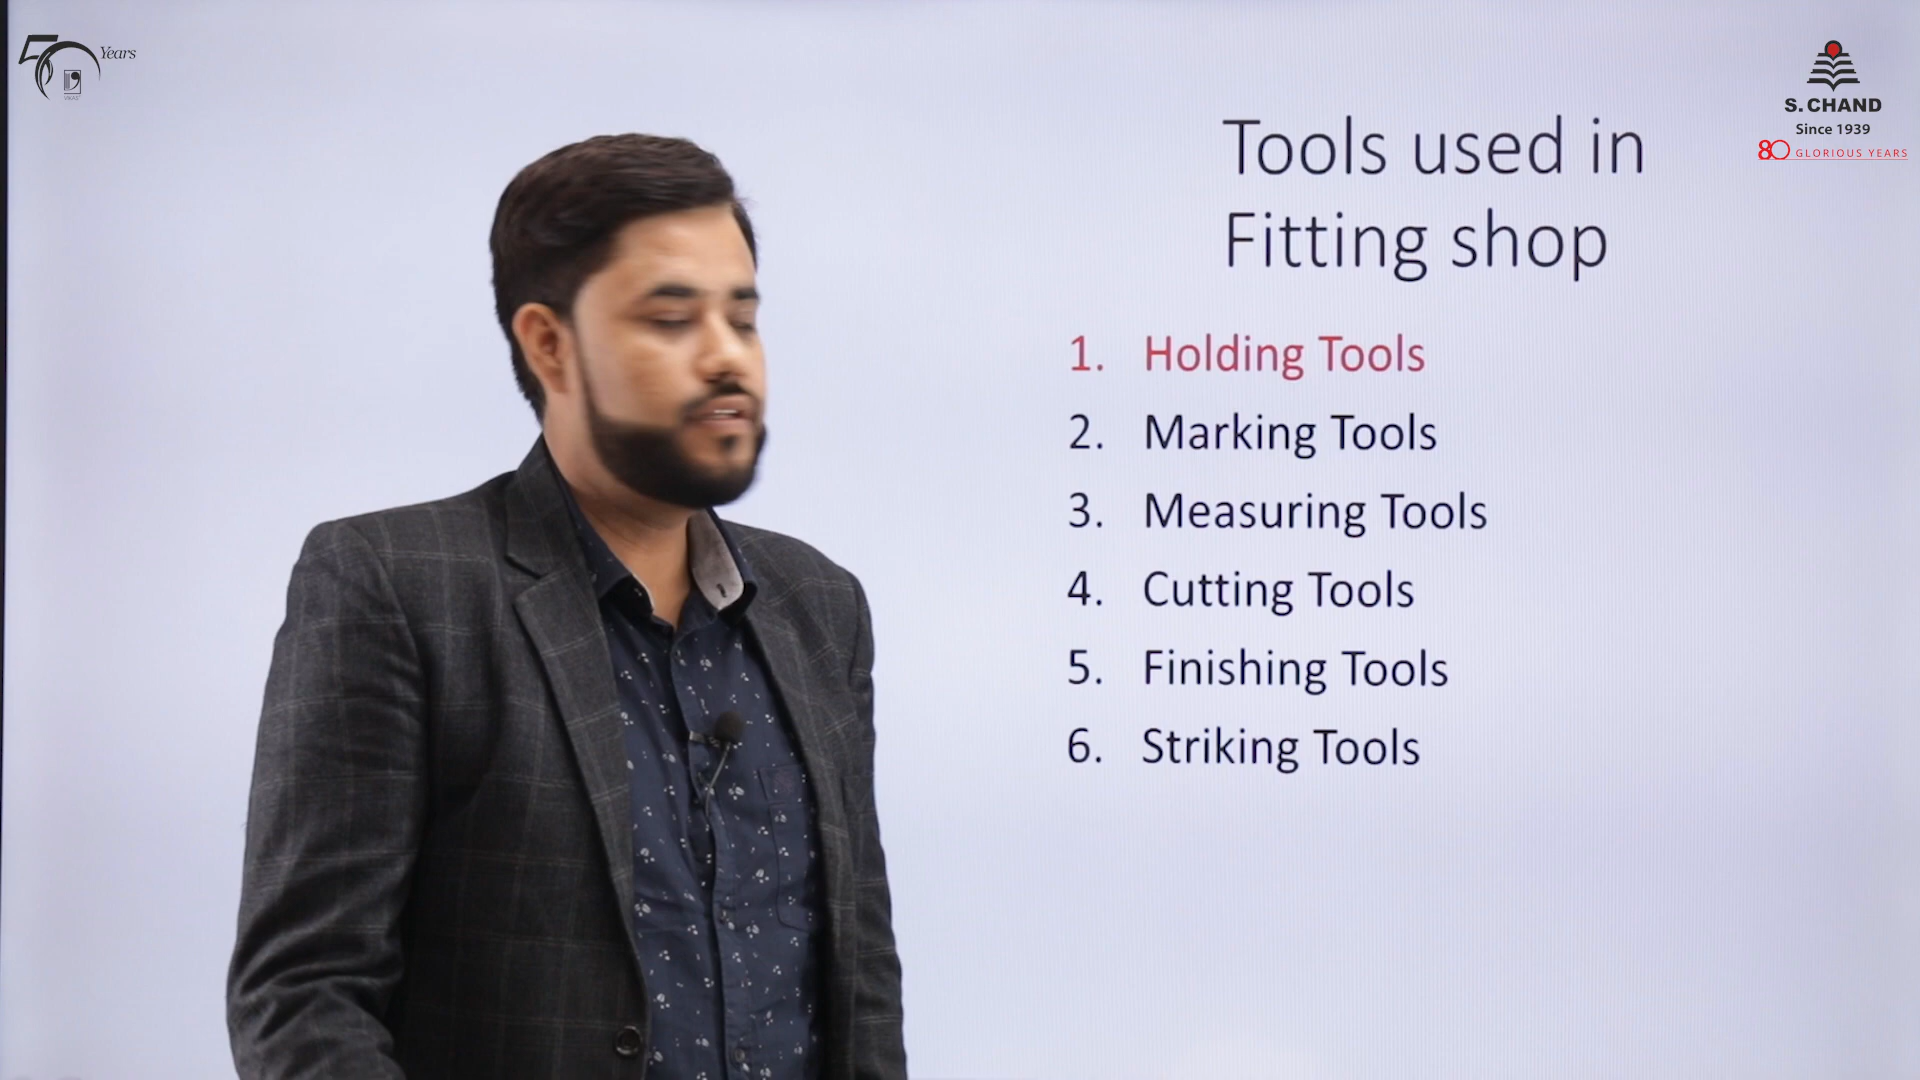 50 Years
VIKAS
S. CHAND
Since 1939
80 GLORIOUS YEARS
Tools used in
Fitting shop
1. Holding Tools
2. Marking Tools
3. Measuring Tools
4. Cutting Tools
5. Finishing Tools
6. Striking Tools